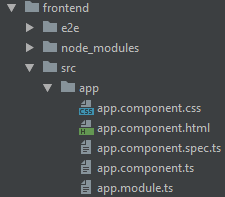 frontend
e2e
node_modules
src
app
app.component.css
app.component.html
app.component.spec.ts
app.component.ts
app.module.ts